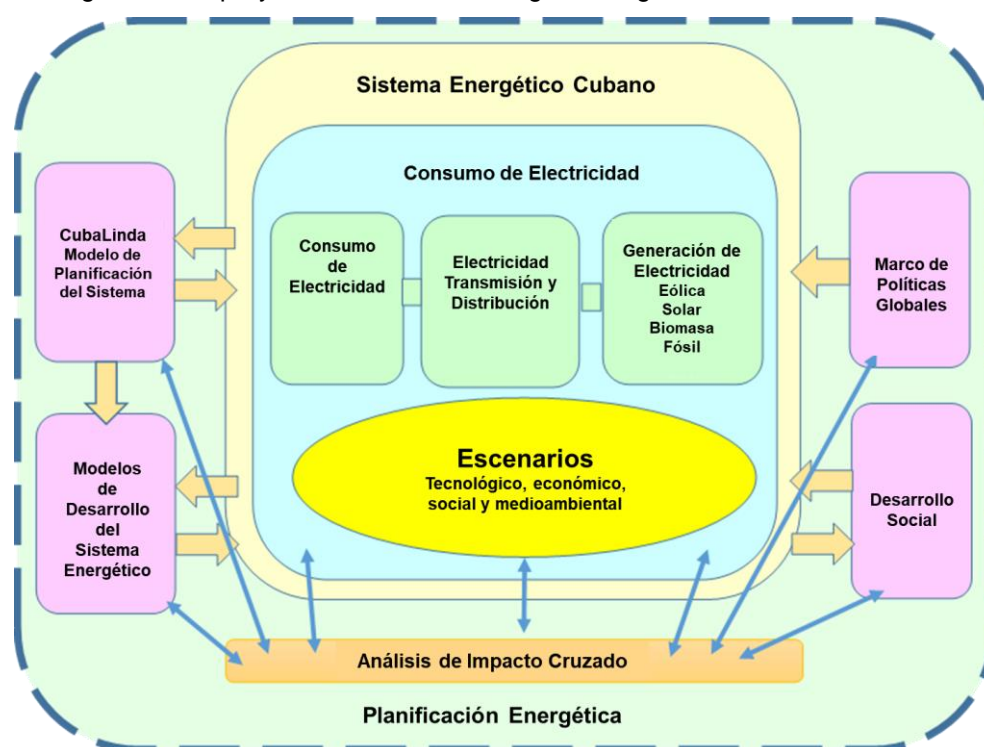 Sistema Energético Cubano
Consumo de Electricidad
CubaLinda
Modelo de
Planificación
del Sistema
Consumo
de
Electricidad
Electricidad
Transmisión y
Distribución
Generación de
Electricidad
Eólica
Solar
Biomasa
Fósil
Marco de
Políticas
Globales
Modelos
de
Desarrollo
del
Sistema
Energético
Escenarios
Tecnológico, económico,
social y medioambiental
Desarrollo
Social
Análisis de Impacto Cruzado
Planificación Energética